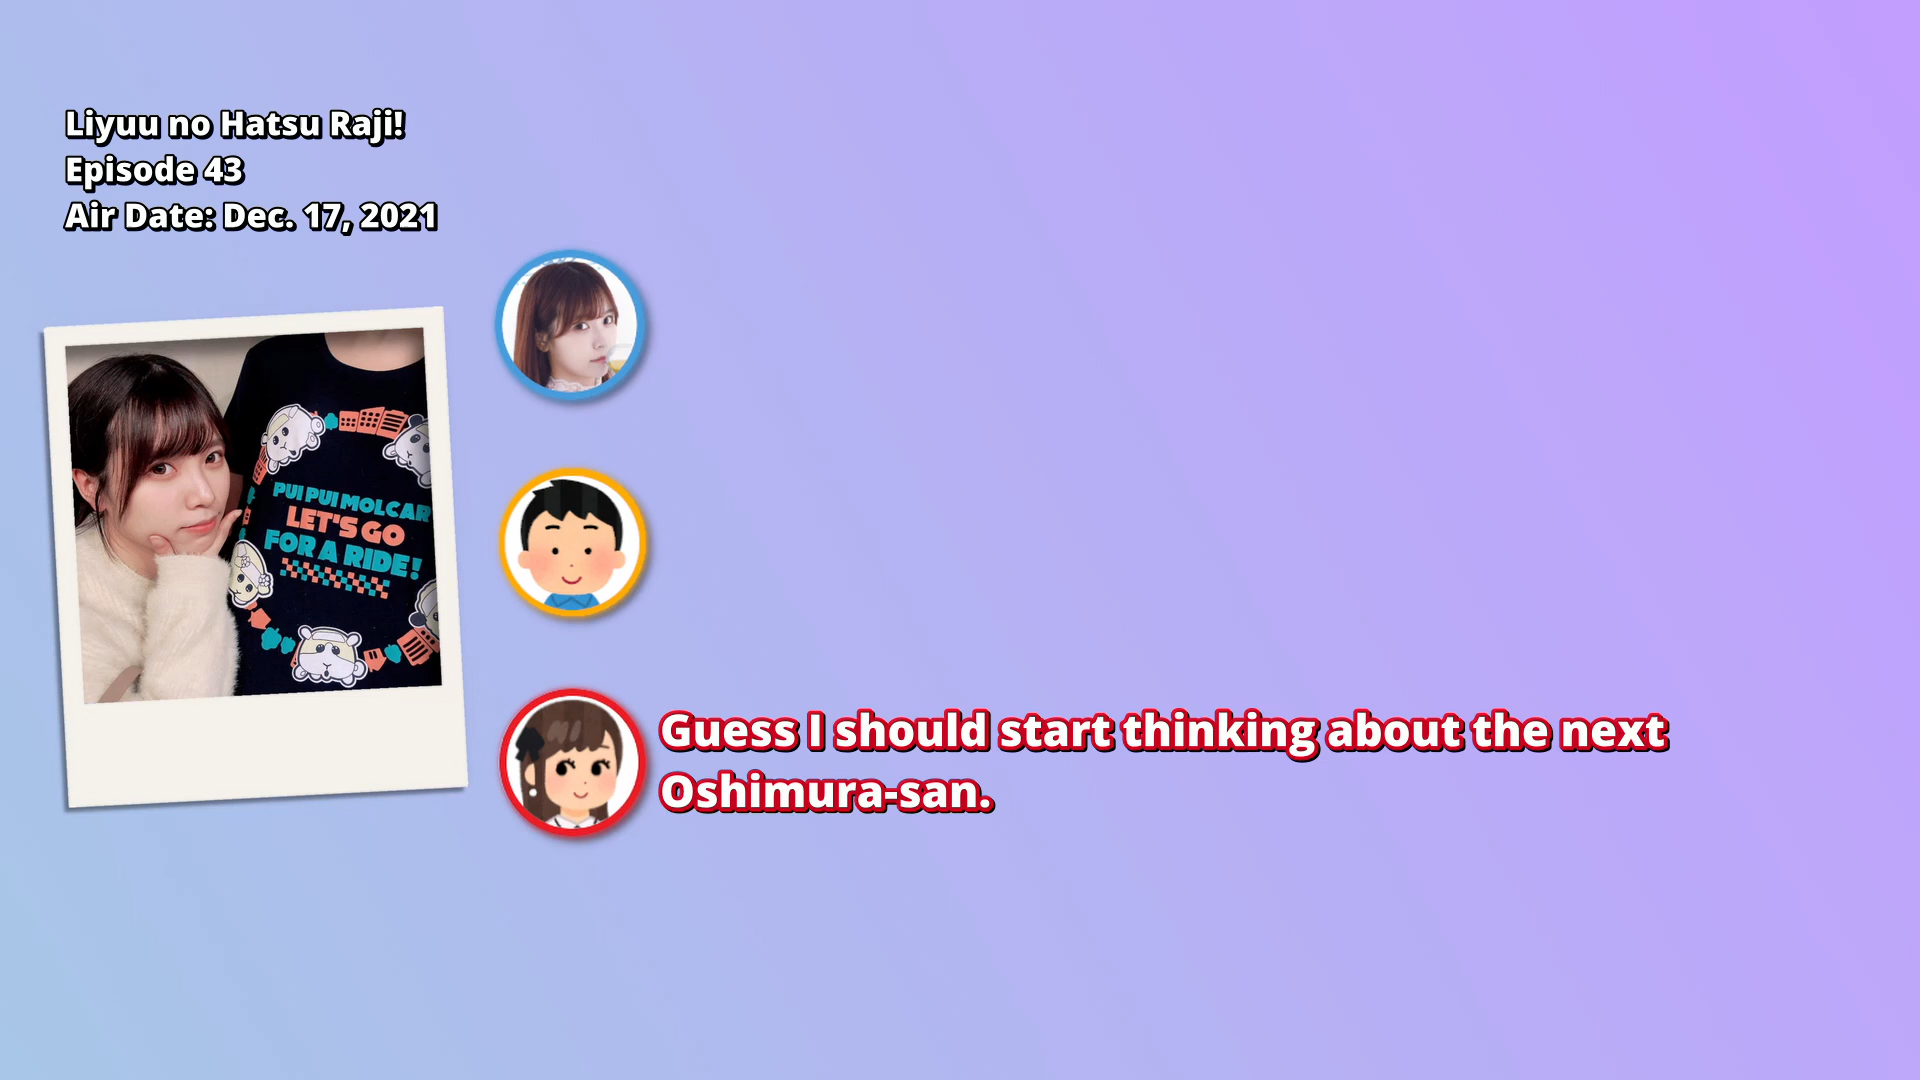 Liyuu no Hatsu Raji!
Episode 43
Air Date: Dec. 17, 2021
PUI PUI MOLCAR
LET'S GO
FOR A RIDE!
Guess I should start thinking about the next
Oshimura-san.